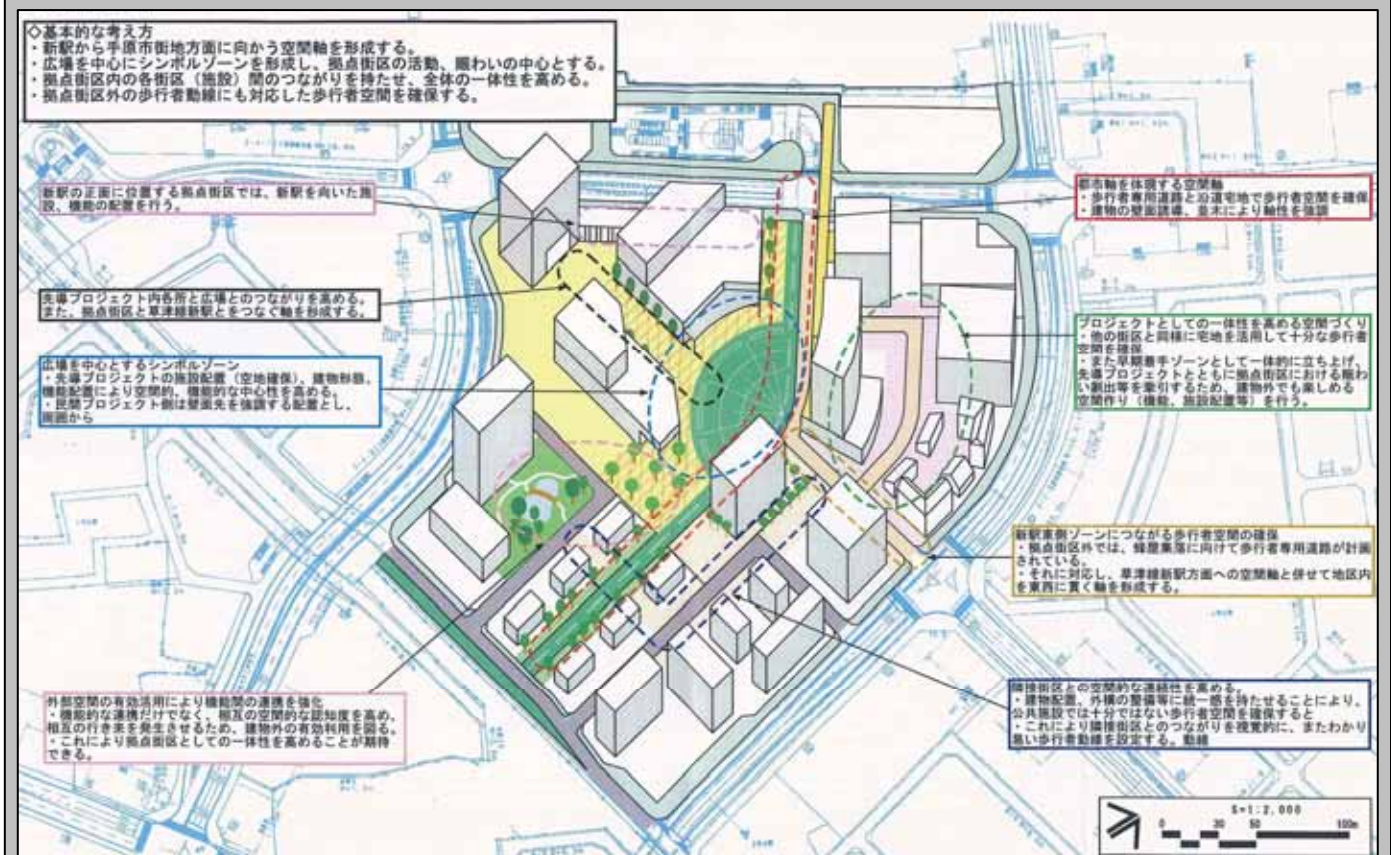 ◇基本的な考え方
・新駅から手原市街地方面に向かう空間軸を形成する。
・広場を中心にシンボルゾーンを形成し、拠点街区の活動、賑わいの中心とする。
・拠点街区内の各街区(施設)間のつながりを持たせ、全体の一体性を高める。
・拠点街区外の歩行者動線にも対応した歩行者空間を確保する。
新駅の正面に位置する拠点街区では、新駅を向いた施
設、機能の配置を行う。
都市軸を体現する空間軸
・歩行者専用道路と沿道宅地で歩行者空間を確保
・建物の壁面誘導、並木により軸性を強調
先導プロジェクト内各所と広場とのつながりを高める。
また、拠点街区と草津線新駅とをつなぐ軸を形成する。
広場を中心とするシンボルゾーン
・先導プロジェクトの施設配置(空地確保)、建物形態、
機能配置により空間的、機能的な中心性を高める。
・民間プロジェクト側は壁面先を強調する配置とし、
周囲から
プロジェクトとしての一体性を高める空間づくり
・他の街区と同様に宅地を活用して十分な歩行者
空間を確保
・また早期着手ゾーンとして一体的に立ち上げ、
先導プロジェクトとともに拠点街区における賑わ
い創出等を牽引するため、建物外でも楽しめる
空間作り(機能、施設配置等)を行う。
新駅東側ゾーンにつながる歩行者空間の確保
・拠点街区外では、蜂屋集落に向けて歩行者専用道路が計画
されている。
・それに対応し、草津線新駅方面への空間軸と併せて地区内
を東西に貫く軸を形成する。
外部空間の有効活用により機能間の連携を強化
・機能的な連携だけでなく、相互の空間的な認知度を高め、
相互の行き来を発生させるため、建物外の有効利用を図る。
・これにより拠点街区としての一体性を高めることが期待
できる。
隣接街区との空間的な連続性を高める。
・建物配置、外構の整備等に統一感を持たせることにより、
公共施設では十分ではない歩行者空間を確保すると
・これにより隣接街区とのつながりを視覚的に、またわかり
易い歩行者動線を設定する。動線
S=1:2,000
0 30 50 100m